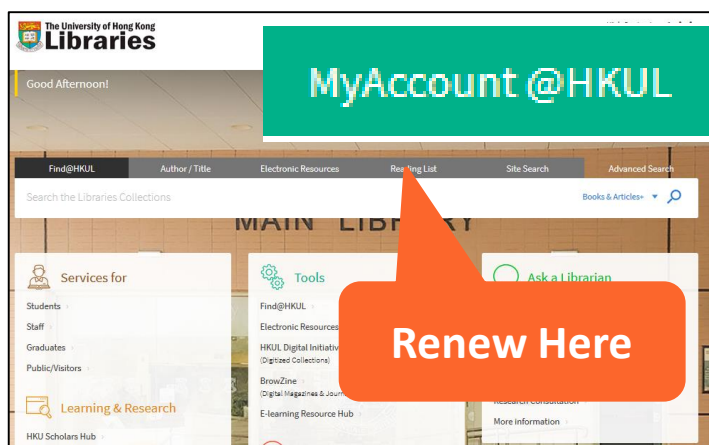 The University of Hong Kong
Libraries
Good Afternoon!
MyAccount @HKUL
Find@HKUL
Author / Title
Electronic Resources
Reading List
Site Search
Advanced Search
Search the Libraries Collections
Books & Articles+
MAIN LIBRARY
Services for
Students
Staff
Graduates
Public/Visitors
Learning & Research
HKU Scholars Hub
Tools
Find@HKUL
Electronic Resources
HKUL Digital
(Digitized Collections)
BrowZine
(Digital Magazines &
E-learning Resource Hub
Ask a Librarian
Renew Here
Research Consultation
More information